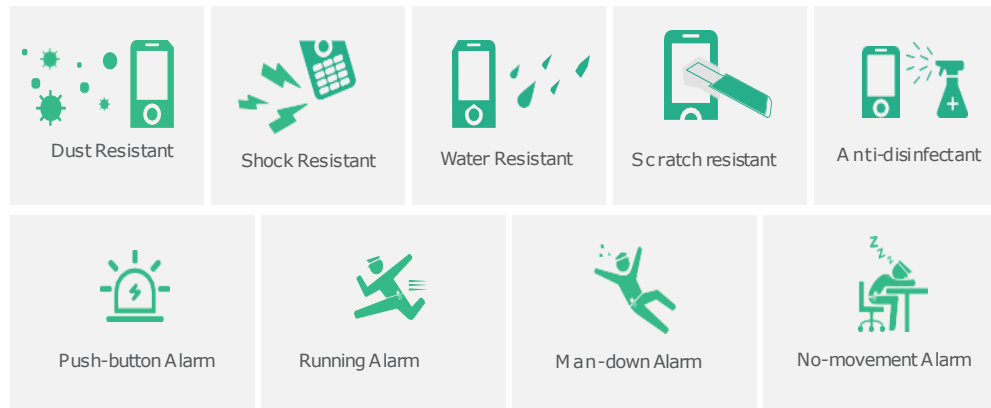 Dust Resistant
Shock Resistant
Water Resistant
Scratch resistant
Anti-disinfectant
Push-button Alarm
Running Alarm
Man-down Alarm
No-movement Alarm
zzzz